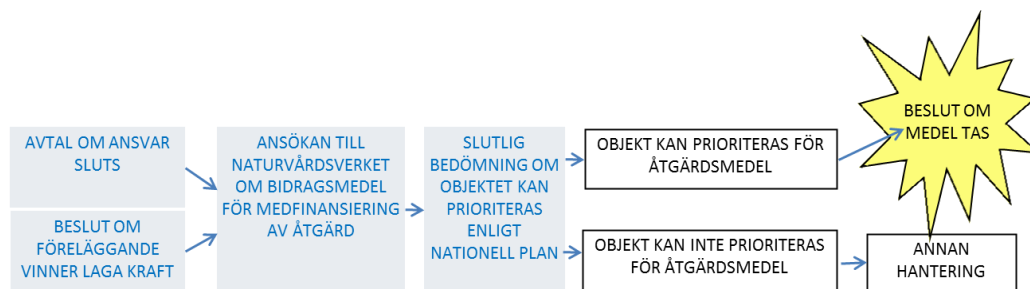 AVTAL OM ANSVAR
SLUTS
BESLUT OM
FÖRELÄGGANDE
VINNER LAGA KRAFT
ANSÖKAN TILL
NATURVÅRDSVERKET
OM BIDRAGSMEDEL
FÖR MEDFINANSIERING
AV ÅTGÄRD
SLUTLIG
BEDÖMNING OM
OBJEKTET KAN
PRIORITERAS
ENLIGT
NATIONELL PLAN
OBJEKT KAN PRIORITERAS FÖR
ÅTGÄRDSMEDEL
BESLUT OM
MEDEL TAS
OBJEKT KAN INTE PRIORITERAS
FÖR ÅTGÄRDSMEDEL
ANNAN
HANTERING